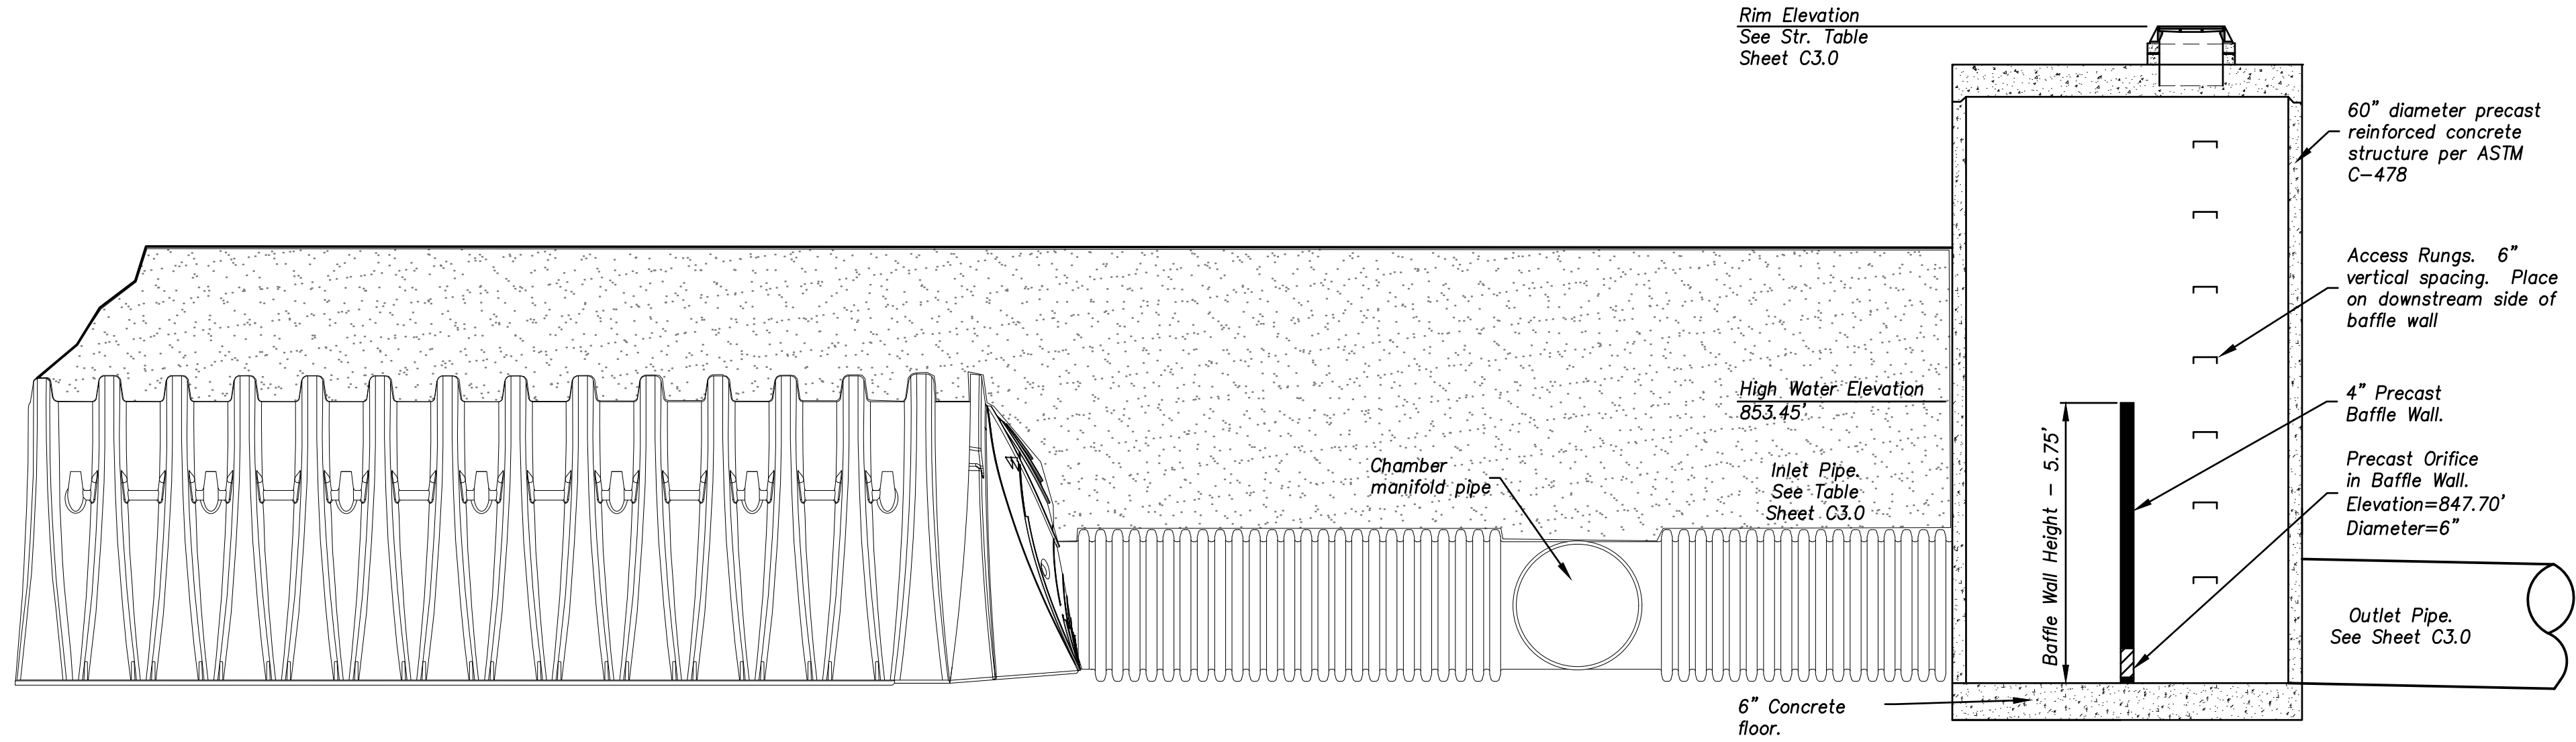 Rim Elevation
See Str. Table
Sheet C3.0
60" diameter precast
reinforced concrete
structure per ASTM
C-478
Access Rungs. 6"
vertical spacing. Place
on downstream side of
baffle wall
High Water Elevation
853.45'
4" Precast
Baffle Wall.
Baffle Wall Height - 5.75'
Chamber
manifold pipe
Inlet Pipe.
See Table
Sheet C3.0
Precast Orifice
in Baffle Wall.
Elevation=847.70'
Diameter=6"
Outlet Pipe.
See Sheet C3.0
6" Concrete
floor.